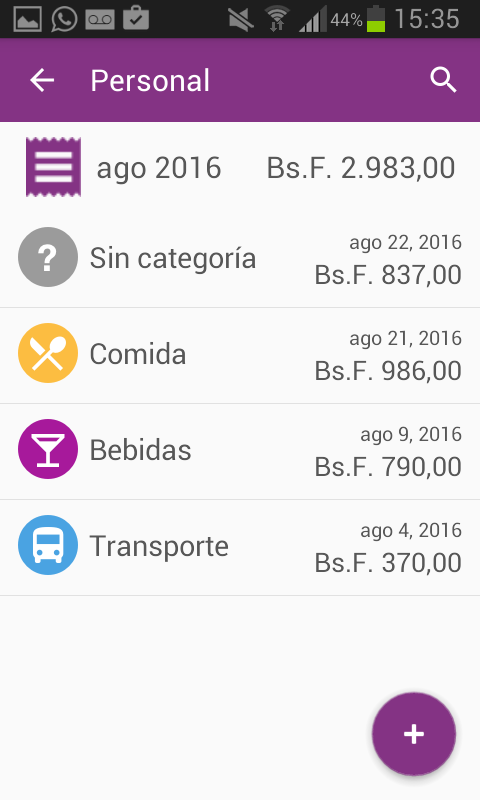 44% 15:35
Personal
ago 2016 Bs.F. 2.983,00
ago 22, 2016
Sin categoría
Bs.F. 837,00
ago 21, 2016
Comida
Bs.F. 986,00
ago 9, 2016
Bebidas
Bs.F. 790,00
ago 4, 2016
Transporte
Bs.F. 370,00